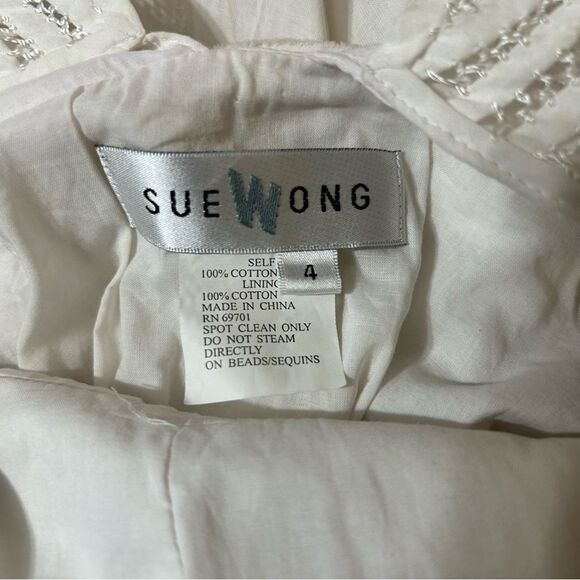 SUE WONG
4
SELF
100% COTTON
LINING
100% COTTON
MADE IN CHINA
RN 69701
SPOT CLEAN ONLY
DO NOT STEAM
DIRECTLY
ON BEADS/SEQUINS